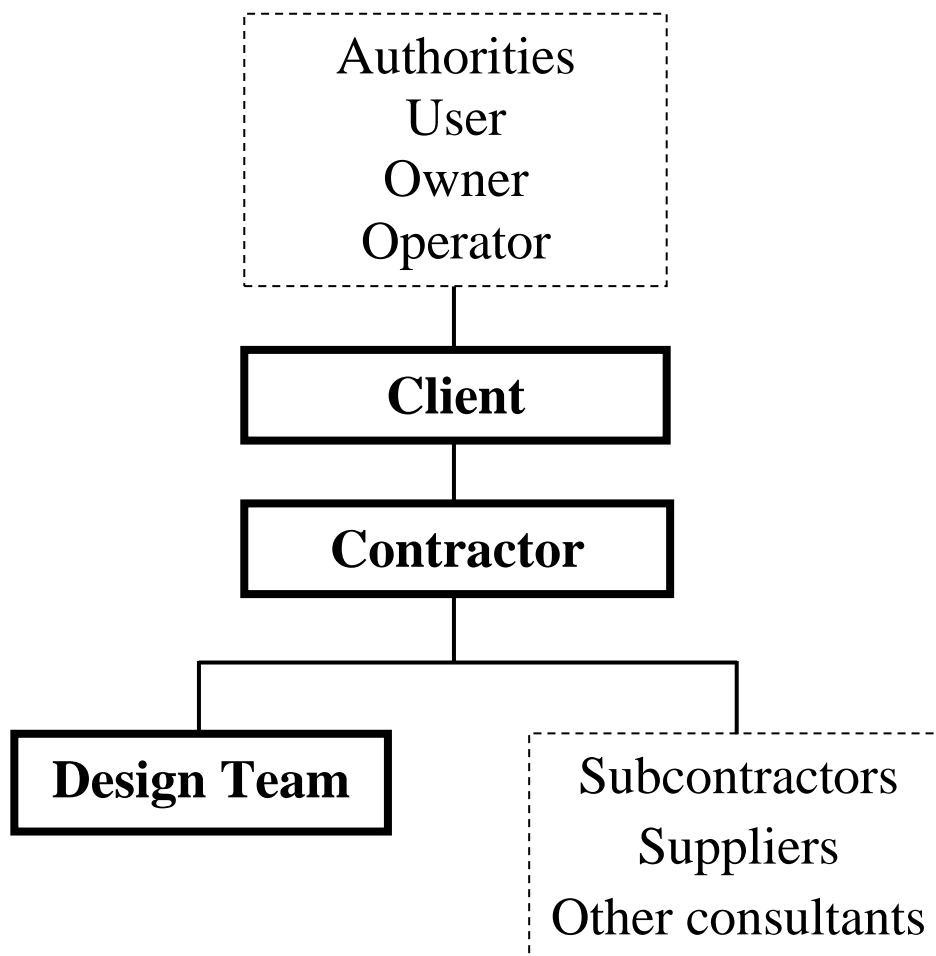 Authorities
User
Owner
Operator
Client
Contractor
Design Team
Subcontractors
Suppliers
Other consultants